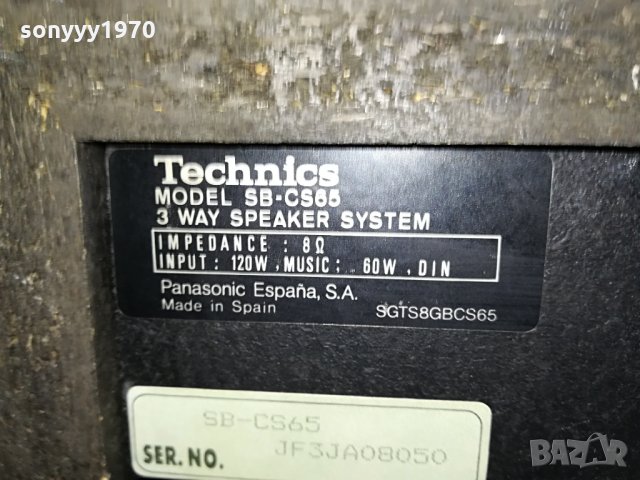 sonyyy1970
Technics
MODEL SB-CS65
3 WAY SPEAKER SYSTEM
IMPEDANCE : 8Ω
INPUT : 120W , MUSIC ; 60W , DIN
Panasonic España, S.A.
Made in Spain
SGTS8GBCS65
SB-CS65
SER. NO. JF3JA08050
BAZAR